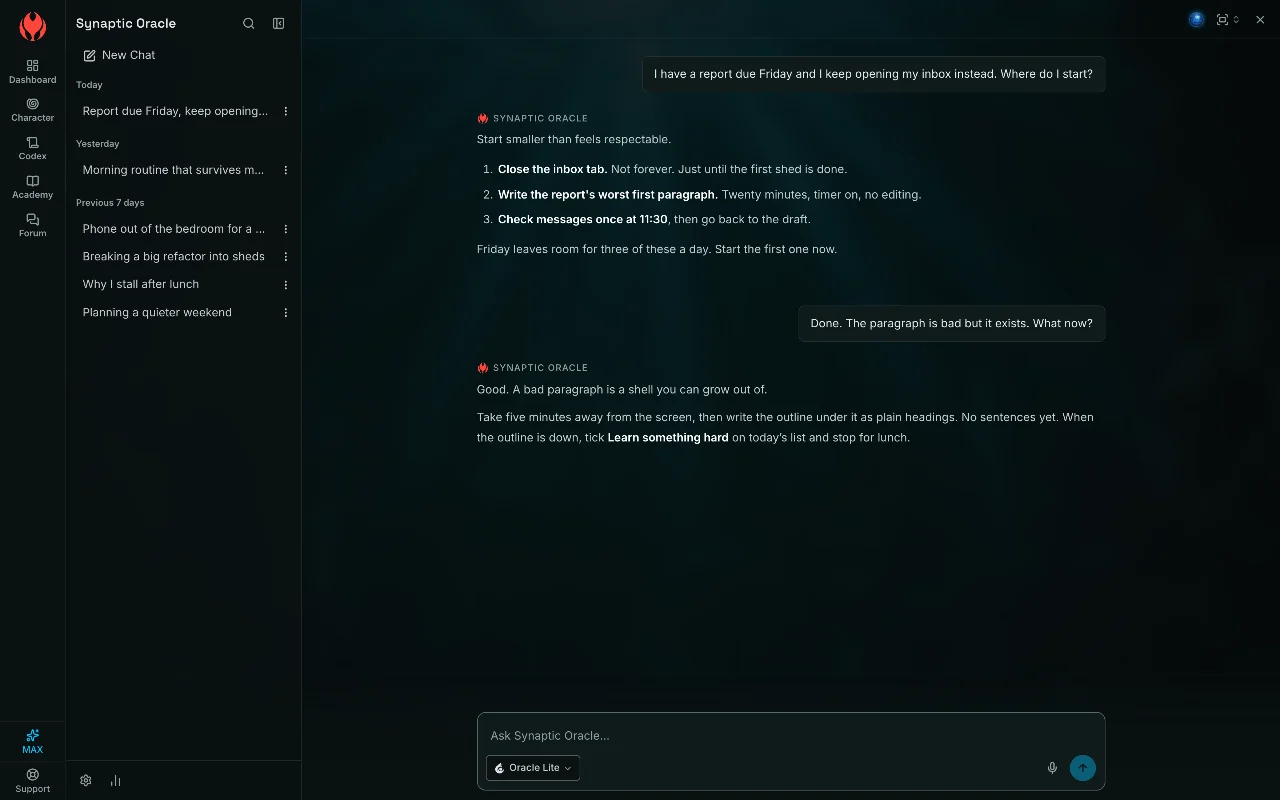 Synaptic Oracle
New Chat
Today
Report due Friday, keep opening...
Yesterday
Morning routine that survives m...
Previous 7 days
Phone out of the bedroom for a ...
Breaking a big refactor into sheds
Why I stall after lunch
Planning a quieter weekend
Dashboard
Character
Codex
Academy
Forum
MAX
Support
I have a report due Friday and I keep opening my inbox instead. Where do I start?
SYNAPTIC ORACLE
Start smaller than feels respectable.
1. Close the inbox tab. Not forever. Just until the first shed is done.
2. Write the report's worst first paragraph. Twenty minutes, timer on, no editing.
3. Check messages once at 11:30, then go back to the draft.
Friday leaves room for three of these a day. Start the first one now.
Done. The paragraph is bad but it exists. What now?
SYNAPTIC ORACLE
Good. A bad paragraph is a shell you can grow out of.
Take five minutes away from the screen, then write the outline under it as plain headings. No sentences yet. When
the outline is down, tick Learn something hard on today's list and stop for lunch.
Ask Synaptic Oracle...
Oracle Lite